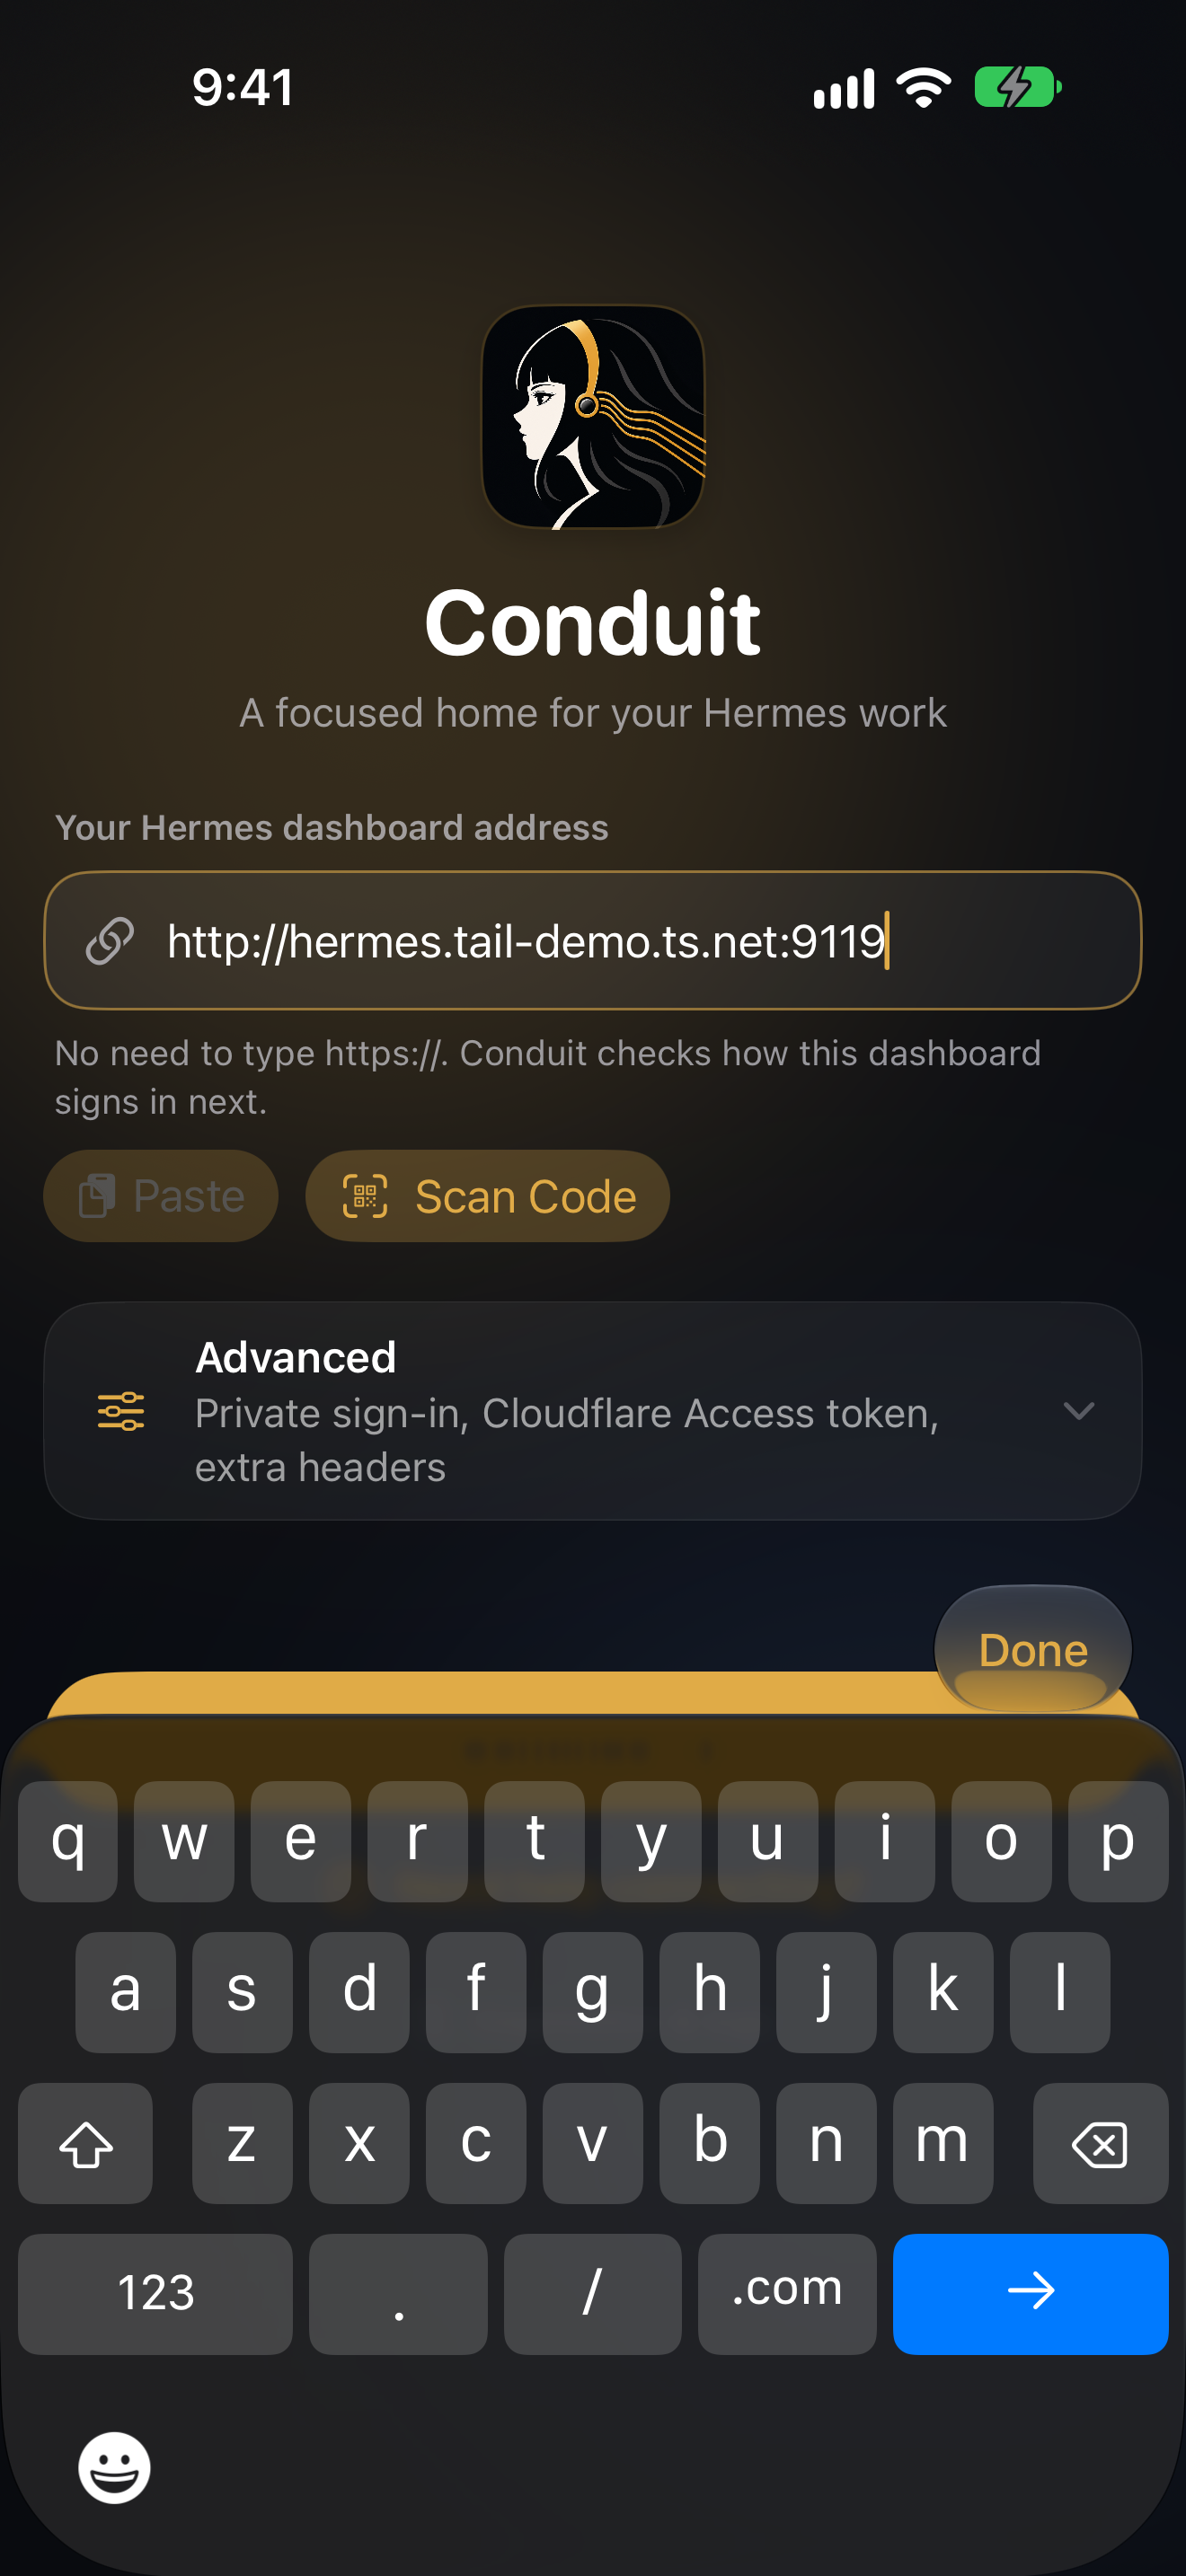 9:41
Conduit
A focused home for your Hermes work
Your Hermes dashboard address
http://hermes.tail-demo.ts.net:9119
No need to type https://. Conduit checks how this dashboard
signs in next.
Paste
Scan Code
Advanced
Private sign-in, Cloudflare Access token,
extra headers
Done
q w e r t y u i o p
a s d f g h j k l
z x c v b n m
123 . / .com